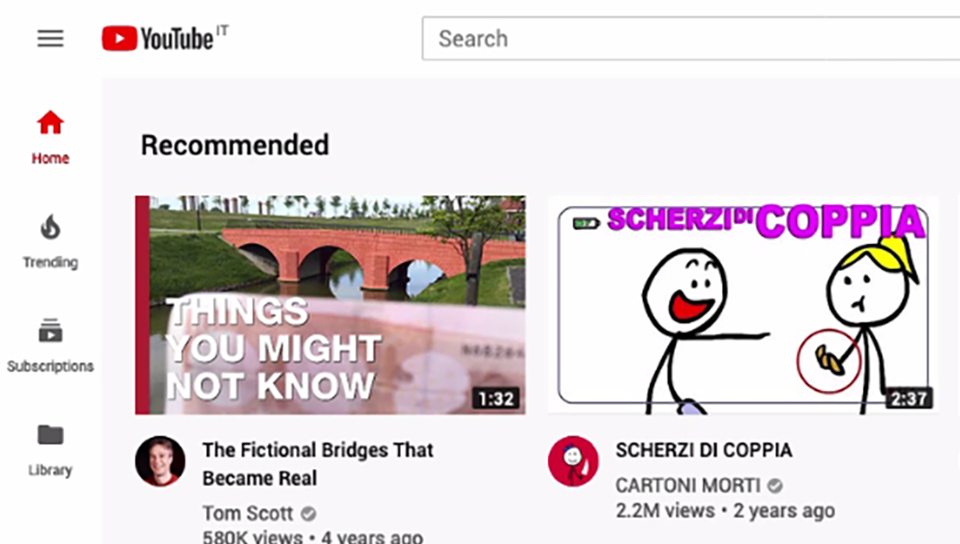 YouTube IT
Search
Home
Trending
Subscriptions
Library
Recommended
THINGS
YOU MIGHT
NOT KNOW
1:32
The Fictional Bridges That
Became Real
Tom Scott
580K views • 4 years ago
SCHERZI DI COPPIA
2:37
SCHERZI DI COPPIA
CARTONI MORTI
2.2M views • 2 years ago